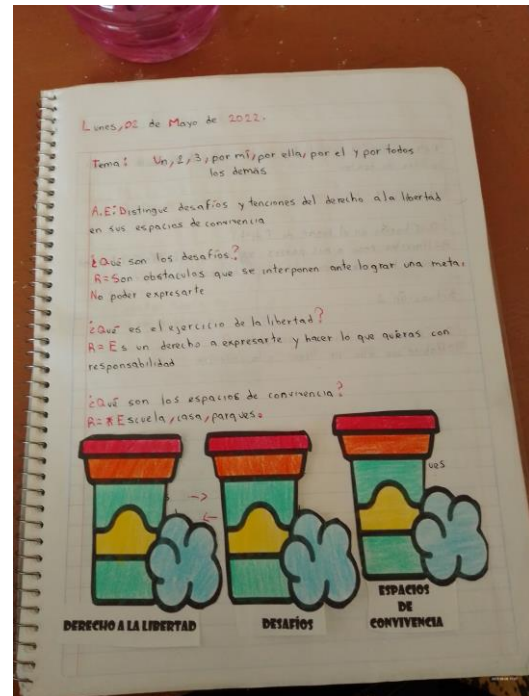 Lunes, 02 de Mayo de 2022.
Tema: Un, 2, 3, por mí, por ella, por el y por todos
los demás
A.E: Distingue desafíos y tenciones del derecho a la libertad
en sus espacios de convivencia
¿Qué son los desafíos?
R= Son obstaculos que se interponen ante lograr una meta,
No poder expresarte
¿Qué es el ejercicio de la libertad?
R= Es un derecho a expresarte y hacer lo que quieras con
responsabilidad
¿Qué son los espacios de convivencia?
R= * Escuela, casa, parques.
ues
DERECHO A LA LIBERTAD
DESAFÍOS
ESPACIOS
DE
CONVIVENCIA